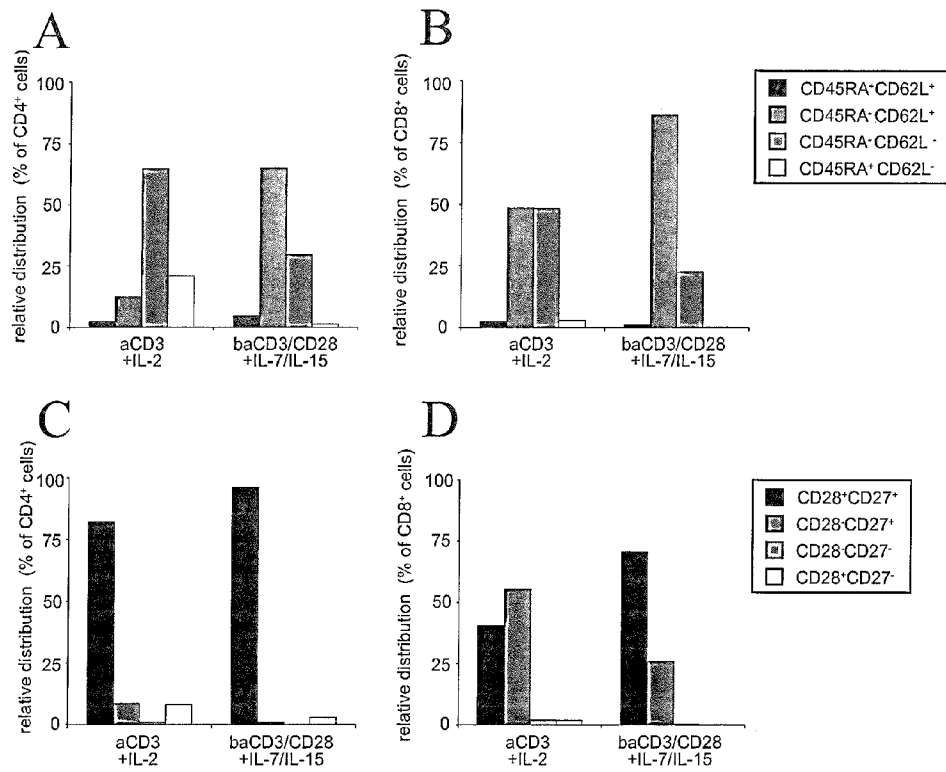 A
relative distribution (% of CD4⁺ cells)
100
75
50
25
0
aCD3
+IL-2
baCD3/CD28
+IL-7/IL-15
B
relative distribution (% of CD8⁺ cells)
100
75
50
25
0
aCD3
+IL-2
baCD3/CD28
+IL-7/IL-15
CD45RA⁺CD62L⁺
CD45RA⁻CD62L⁺
CD45RA⁻CD62L⁻
CD45RA⁺CD62L⁻
C
relative distribution (% of CD4⁺ cells)
100
75
50
25
0
aCD3
+IL-2
baCD3/CD28
+IL-7/IL-15
D
relative distribution (% of CD8⁺ cells)
100
75
50
25
0
aCD3
+IL-2
baCD3/CD28
+IL-7/IL-15
CD28⁺CD27⁺
CD28⁻CD27⁺
CD28⁻CD27⁻
CD28⁺CD27⁻